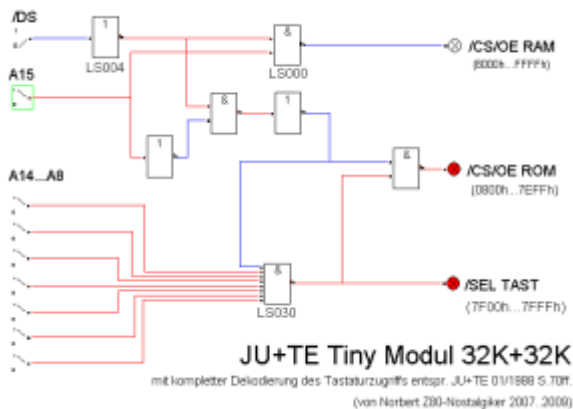 /DS
1
&
/CS/OE RAM
(8000h...FFFFh)
LS004
LS000
A15
&
1
1
&
/CS/OE ROM
(0800h...7EFFh)
A14...A8
&
/SEL TAST
(7F00h...7FFFh)
LS030
JU+TE Tiny Modul 32K+32K
mit kompletter Dekodierung des Tastaturzugriffs entspr. JU+TE 01/1988 S.70ff.
(von Norbert Z80-Nostalgiker 2007..2009)